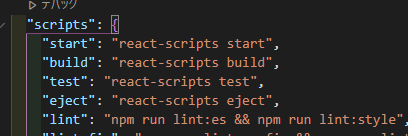 デバッグ
"scripts": {
"start": "react-scripts start",
"build": "react-scripts build",
"test": "react-scripts test",
"eject": "react-scripts eject",
"lint": "npm run lint:es && npm run lint:style",